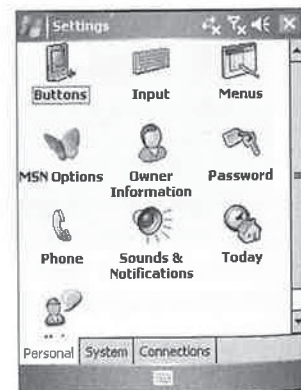 Settings
Buttons
Input
Menus
MSN Options
Owner
Information
Password
Phone
Sounds &
Notifications
Today
Personal
System
Connections